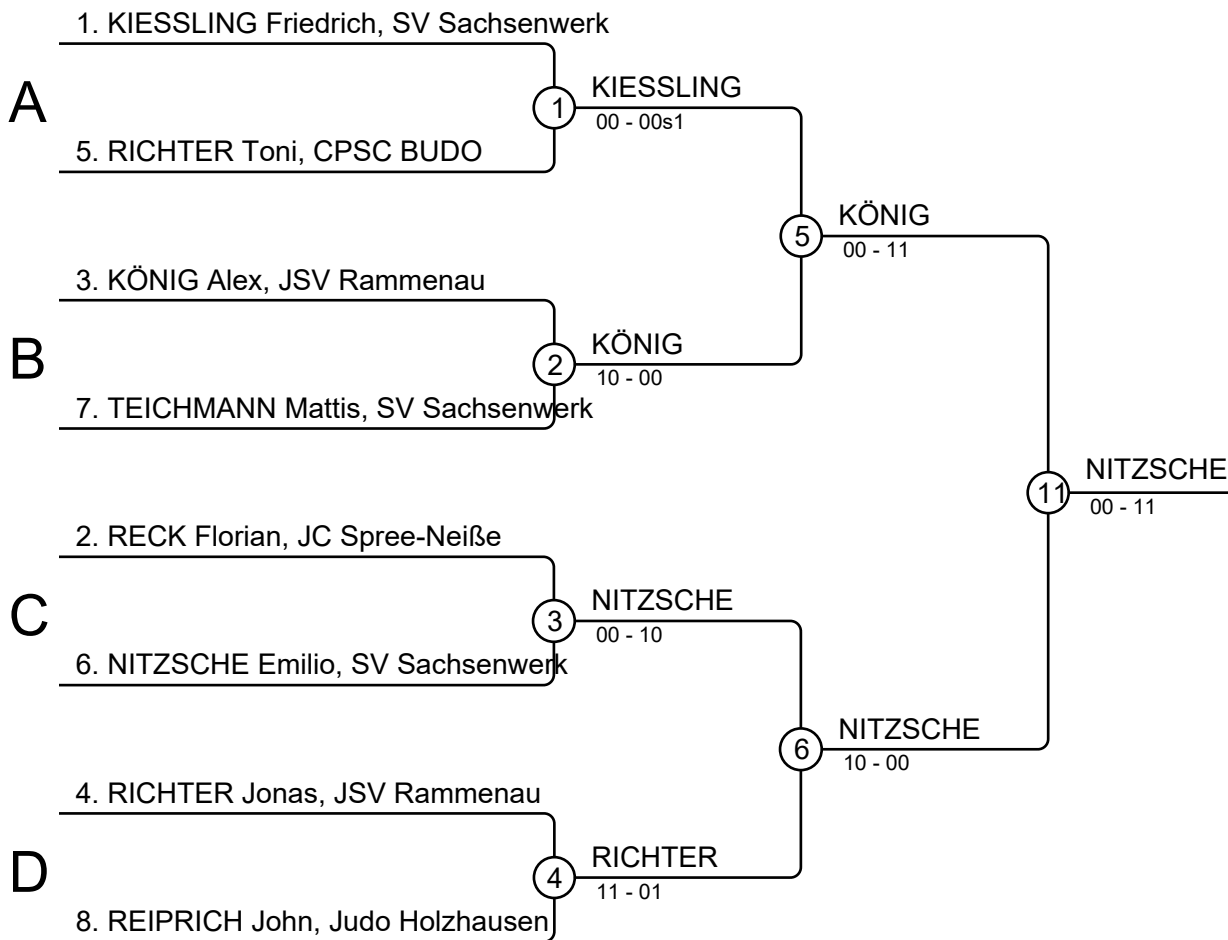 1. KIESSLING Friedrich, SV Sachsenwerk
A
1
KIESSLING
00 - 00s1
5. RICHTER Toni, CPSC BUDO
5
KÖNIG
00 - 11
3. KÖNIG Alex, JSV Rammenau
B
2
KÖNIG
10 - 00
7. TEICHMANN Mattis, SV Sachsenwerk
11
NITZSCHE
00 - 11
2. RECK Florian, JC Spree-Neiße
C
3
NITZSCHE
00 - 10
6. NITZSCHE Emilio, SV Sachsenwerk
6
NITZSCHE
10 - 00
4. RICHTER Jonas, JSV Rammenau
D
4
RICHTER
11 - 01
8. REIPRICH John, Judo Holzhausen